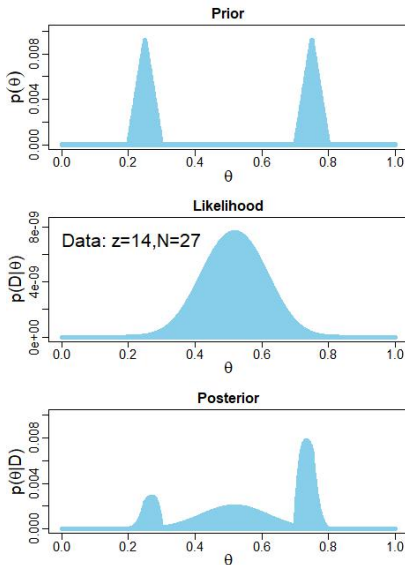 Prior
p(θ)
0.000 0.004 0.008
0.0 0.2 0.4 0.6 0.8 1.0
θ
Likelihood
Data: z=14,N=27
p(D|θ)
0e+00 4e-09 8e-09
0.0 0.2 0.4 0.6 0.8 1.0
θ
Posterior
p(θ|D)
0.000 0.004 0.008
0.0 0.2 0.4 0.6 0.8 1.0
θ